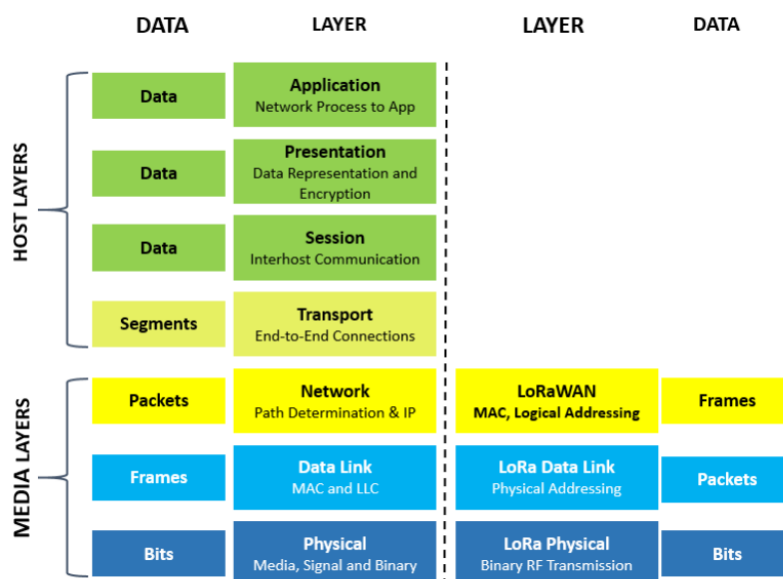 DATA LAYER LAYER DATA
HOST LAYERS
Data
Application
Network Process to App
Data
Presentation
Data Representation and
Encryption
Data
Session
Interhost Communication
Segments
Transport
End-to-End Connections
MEDIA LAYERS
Packets
Network
Path Determination & IP
LoRaWAN
MAC, Logical Addressing
Frames
Frames
Data Link
MAC and LLC
LoRa Data Link
Physical Addressing
Packets
Bits
Physical
Media, Signal and Binary
LoRa Physical
Binary RF Transmission
Bits